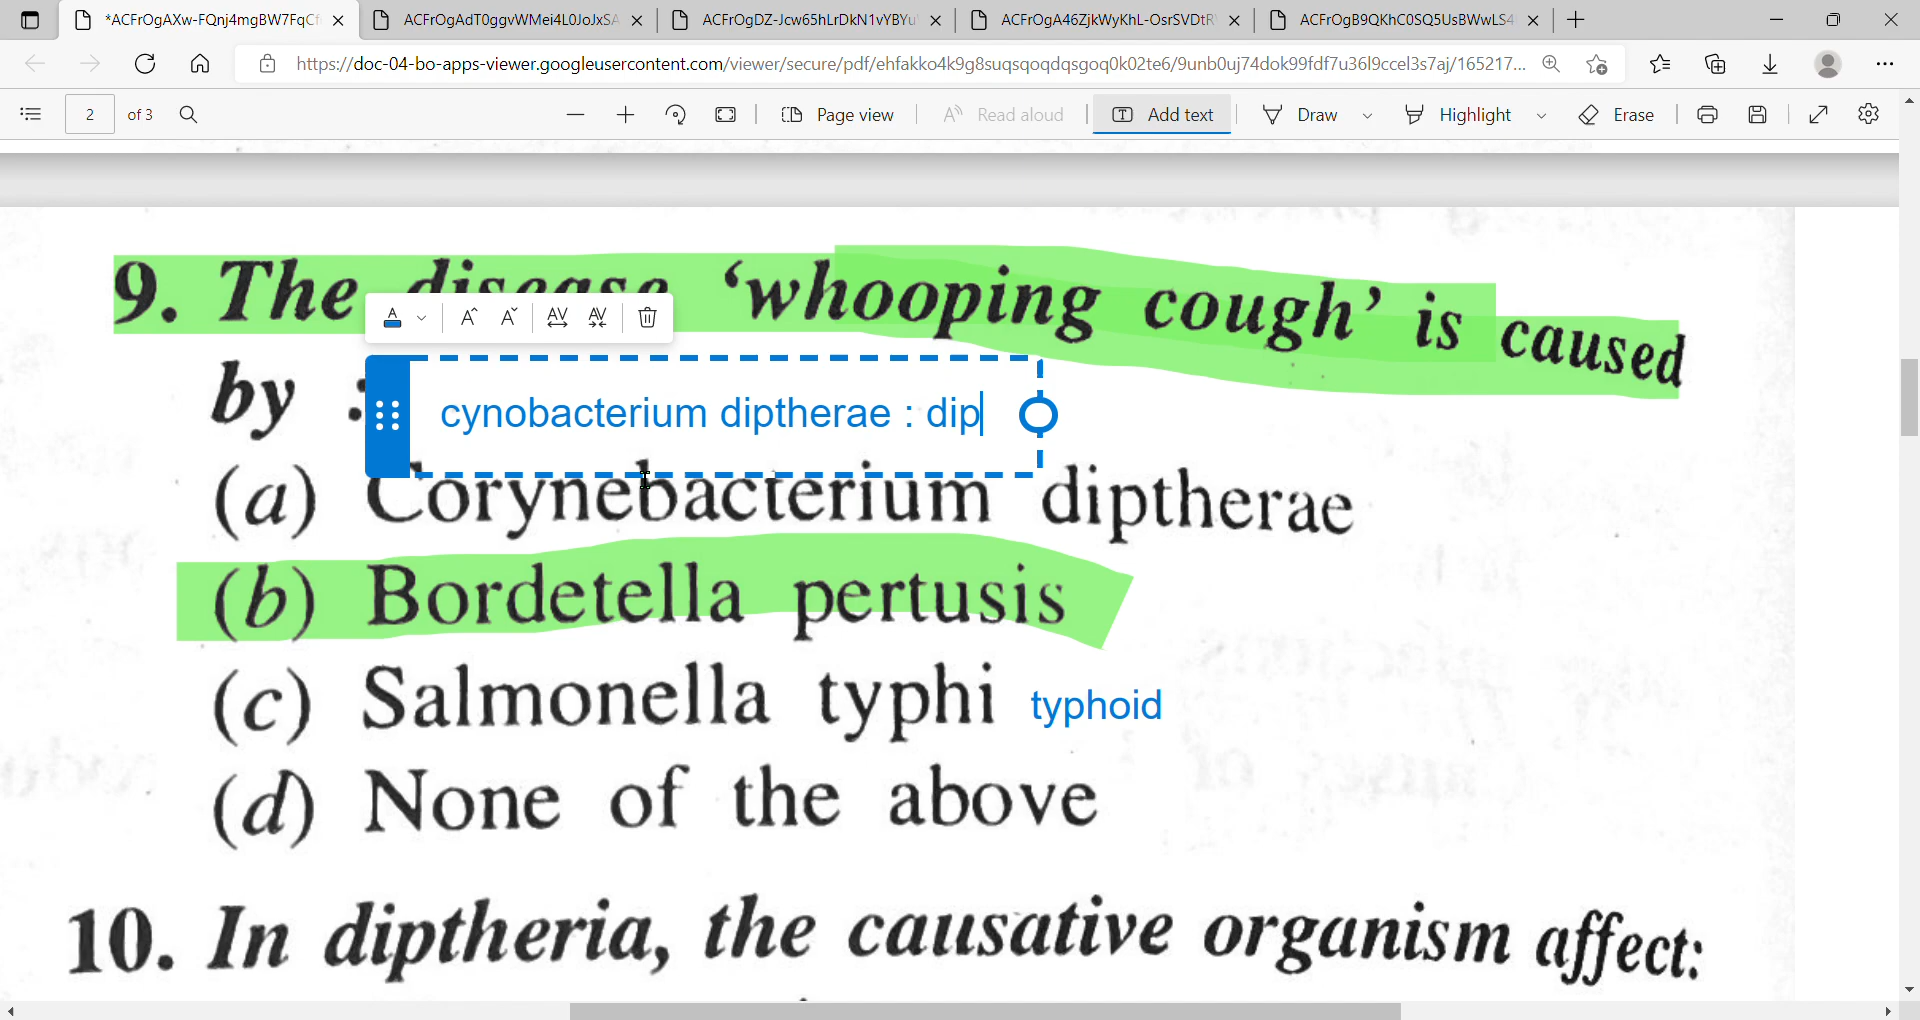 *ACFrOgAXw-FQnj4mgBW7FqCf
ACFrOgAdT0ggvWMei4L0JoJxSA
ACFrOgDZ-Jcw65hLrDkN1vYBYu
ACFrOgA46ZjkWyKhL-OsrSVDtR
ACFrOgB9QKhC0SQ5UsBWwLS4
https://doc-04-bo-apps-viewer.googleusercontent.com/viewer/secure/pdf/ehfakko4k9g8suqsqoqdqsgoq0k02te6/9unb0uj74dok99fdf7u36l9ccel3s7aj/165217...
2 of 3 Page view Read aloud Add text Draw Highlight Erase
9. The disease ‘whooping cough’ is caused
by :
cynobacterium diptherae : dip
(a) Corynebacterium diptherae
(b) Bordetella pertusis
(c) Salmonella typhi typhoid
(d) None of the above
10. In diptheria, the causative organism affect: